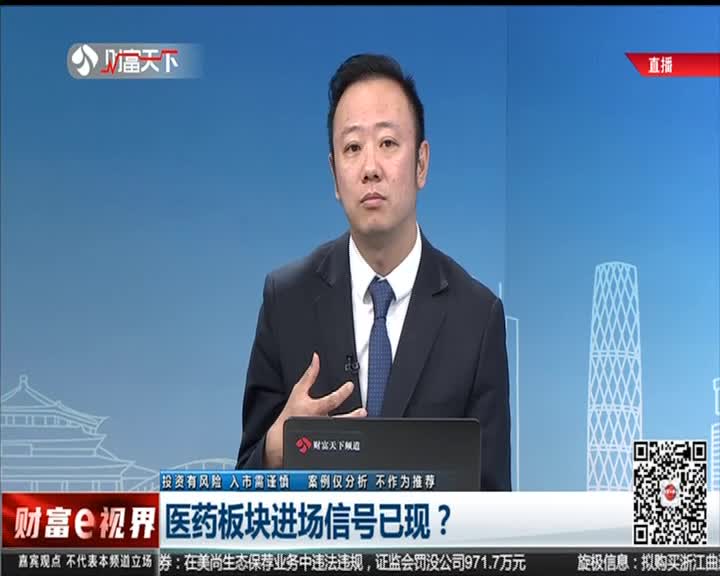 财富天下
直播
财富天下频道
投资有风险 入市需谨慎 案例仅分析 不作为推荐
财富e视界
医药板块进场信号已现？
嘉宾观点 不代表本频道立场
券：在美尚生态保荐业务中违法违规，证监会罚没公司971.7万元 旋极信息：拟购买浙江曲